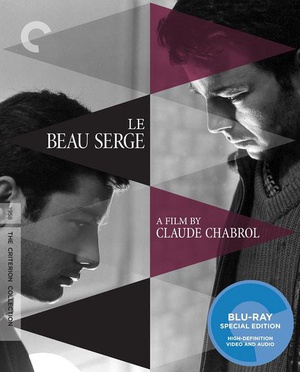 LE
BEAU SERGE
A FILM BY
CLAUDE CHABROL
1958
THE CRITERION COLLECTION
BLU-RAY
SPECIAL EDITION
HIGH-DEFINITION
VIDEO AND AUDIO